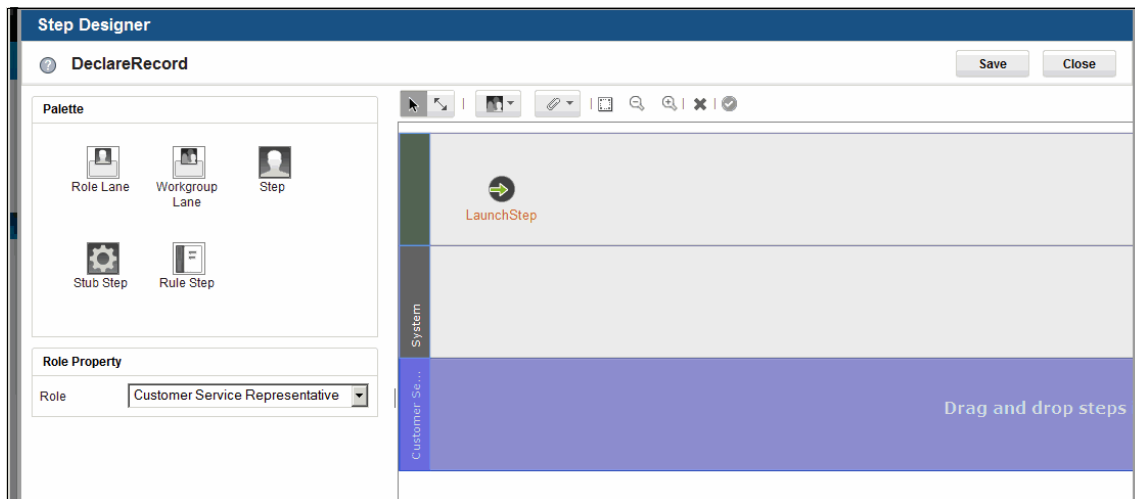 Step Designer
DeclareRecord
Save
Close
Palette
Role Lane
Workgroup
Lane
Step
Stub Step
Rule Step
Role Property
Role
Customer Service Representative
LaunchStep
System
Customer Se...
Drag and drop steps